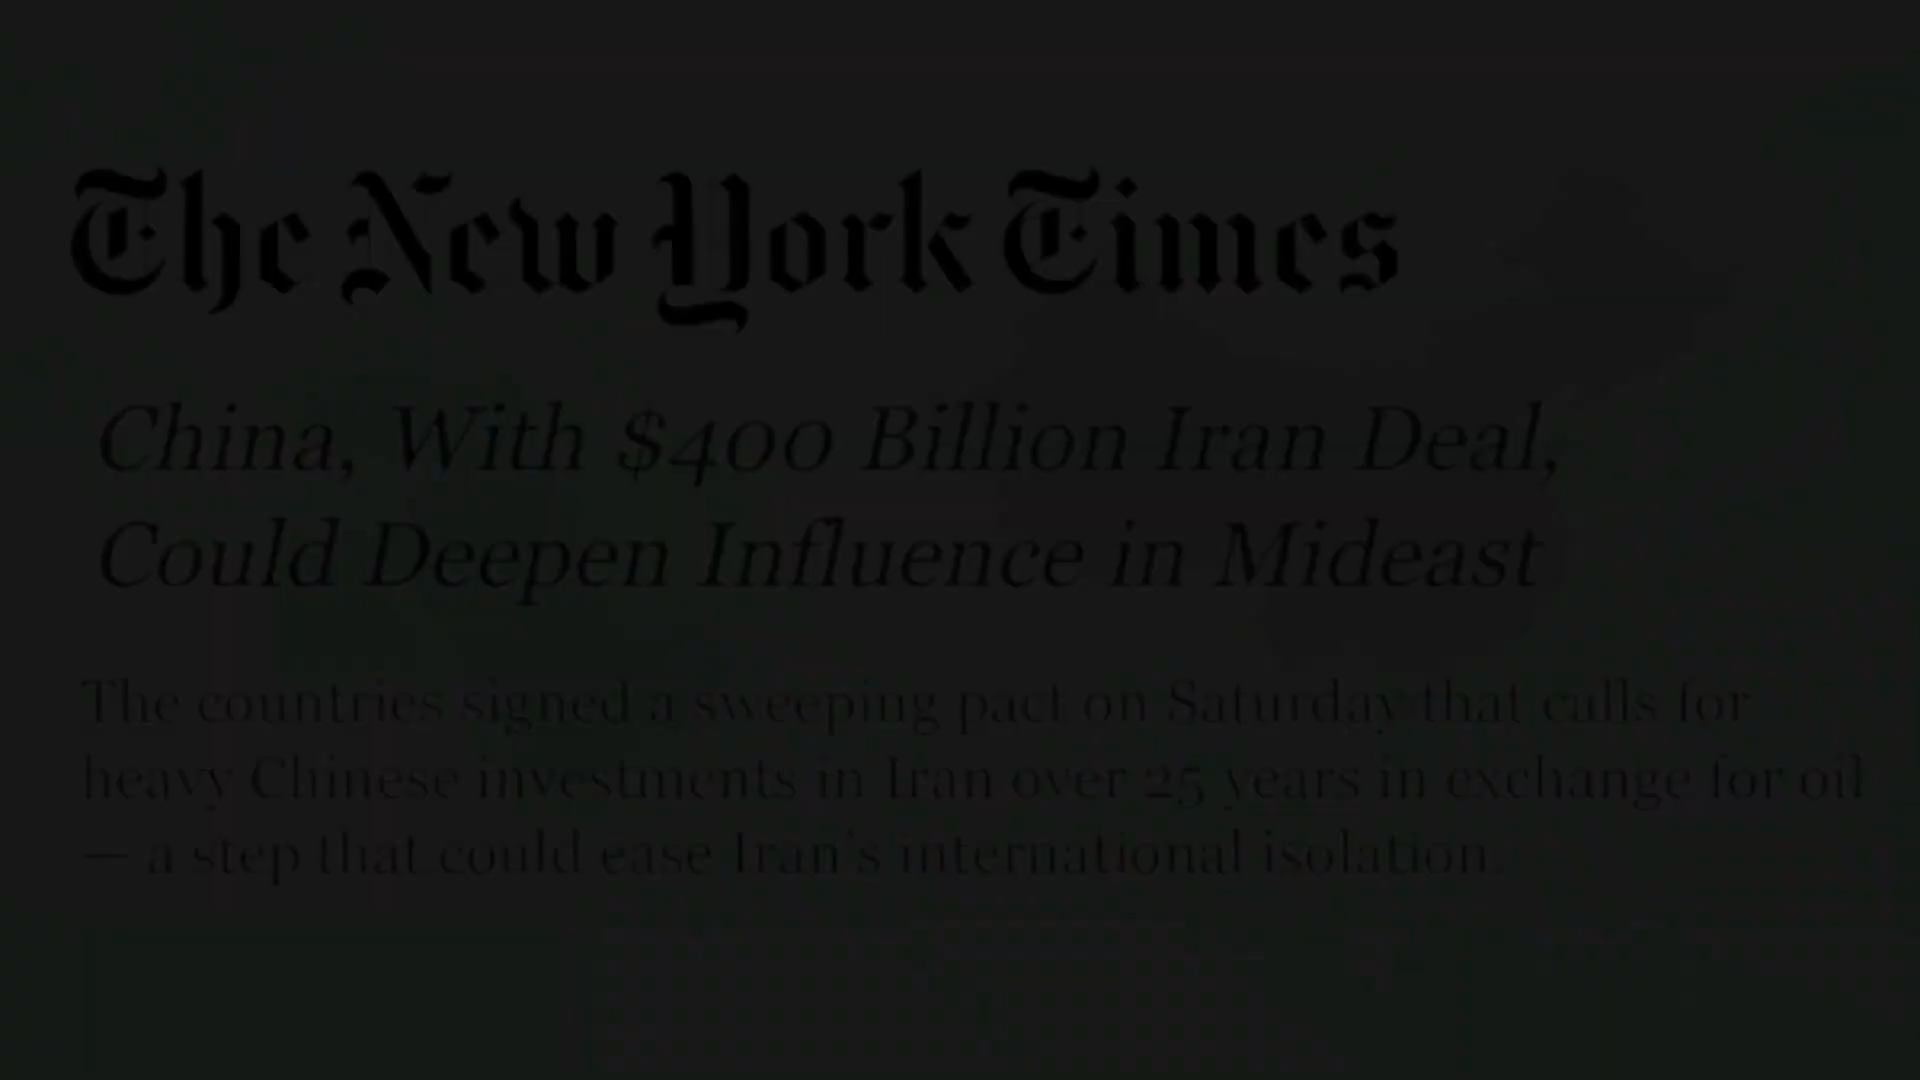 The New York Times
China, With $400 Billion Iran Deal,
Could Deepen Influence in Mideast
The countries signed a sweeping pact on Saturday that calls for
heavy Chinese investments in Iran over 25 years in exchange for oil
— a step that could ease Iran's international isolation.